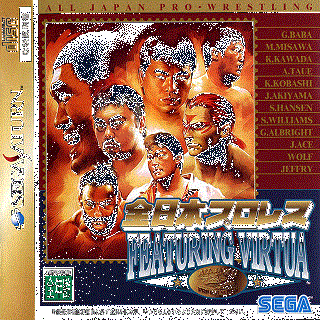 ALL JAPAN PRO-WRESTLING
G.BABA
M.MISAWA
K.KAWADA
A.TAUE
K.KOBASHI
J.AKIYAMA
S.HANSEN
S.WILLIAMS
G.ALBRIGHT
J.ACE
WOLF
JEFFRY
SEGA SATURN
全日本プロレス
FEATURING VIRTUA
SEGA